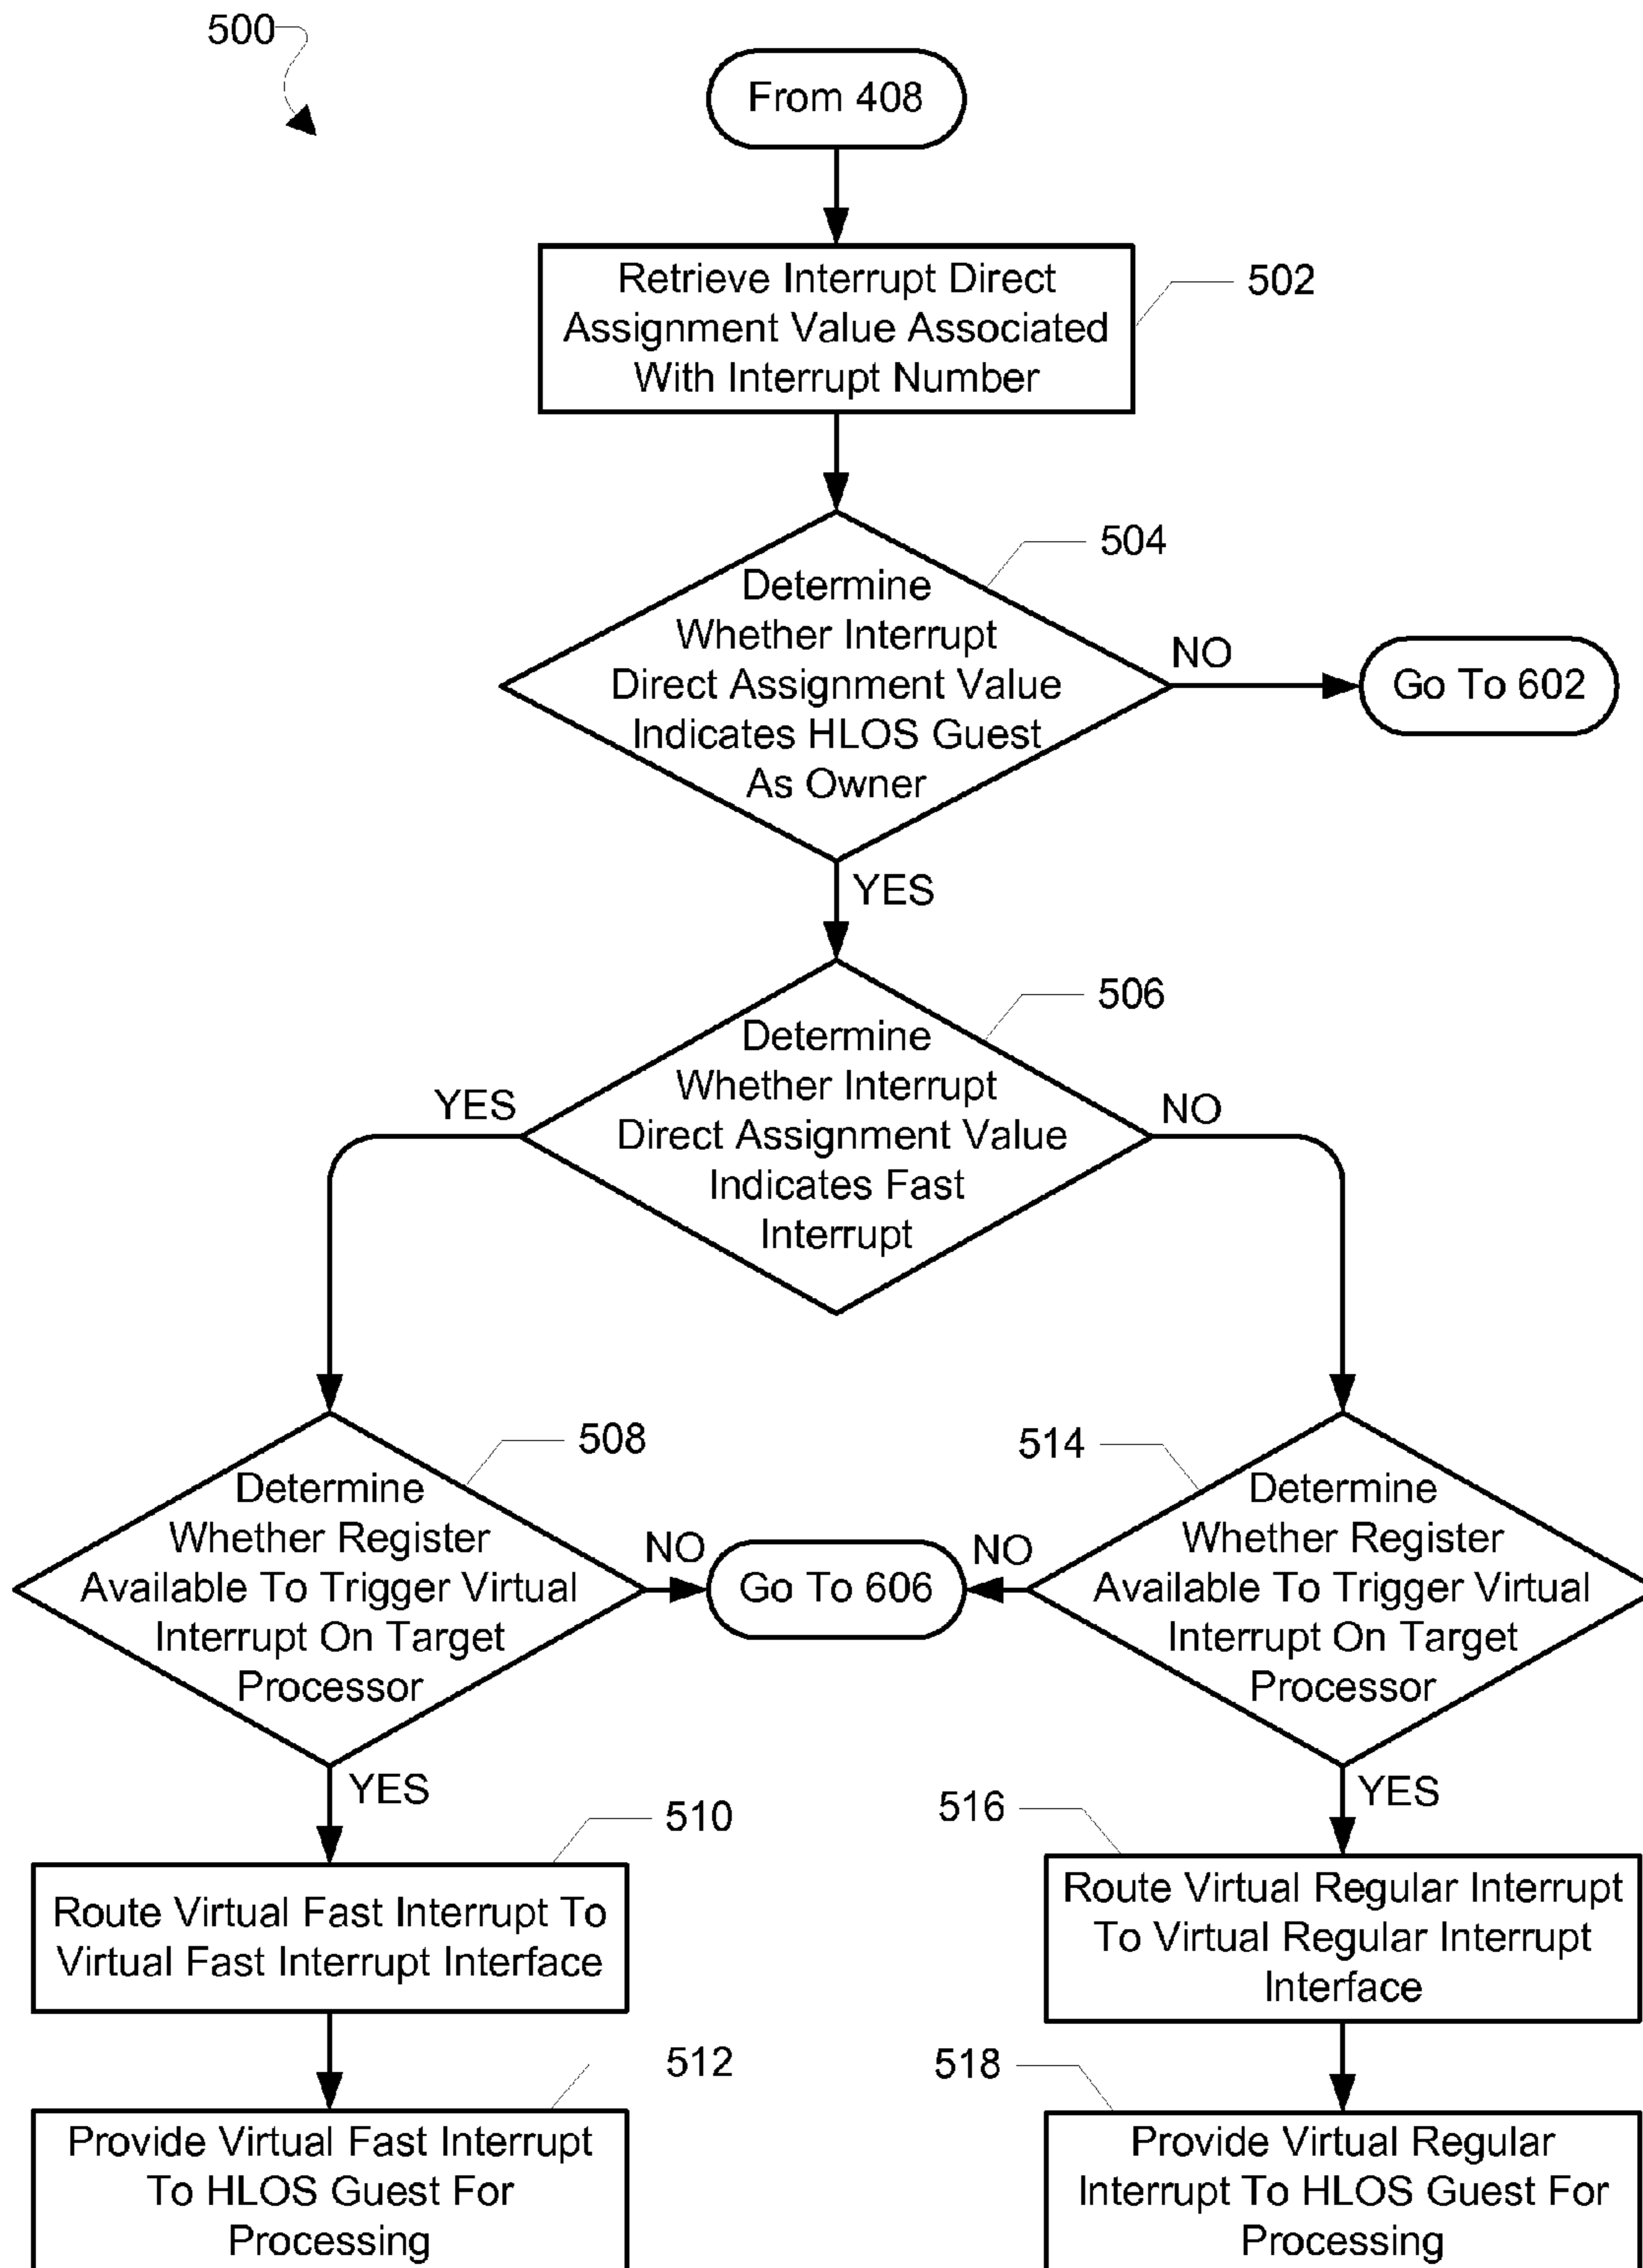 500
From 408
Retrieve Interrupt Direct
Assignment Value Associated
With Interrupt Number
502
504
Determine
Whether Interrupt
Direct Assignment Value
Indicates HLOS Guest
As Owner
NO
Go To 602
YES
506
Determine
Whether Interrupt
Direct Assignment Value
Indicates Fast
Interrupt
YES
NO
508
Determine
Whether Register
Available To Trigger Virtual
Interrupt On Target
Processor
NO
Go To 606
NO
514
Determine
Whether Register
Available To Trigger Virtual
Interrupt On Target
Processor
YES
YES
510
Route Virtual Fast Interrupt To
Virtual Fast Interrupt Interface
516
Route Virtual Regular Interrupt
To Virtual Regular Interrupt
Interface
512
Provide Virtual Fast Interrupt
To HLOS Guest For
Processing
518
Provide Virtual Regular
Interrupt To HLOS Guest For
Processing